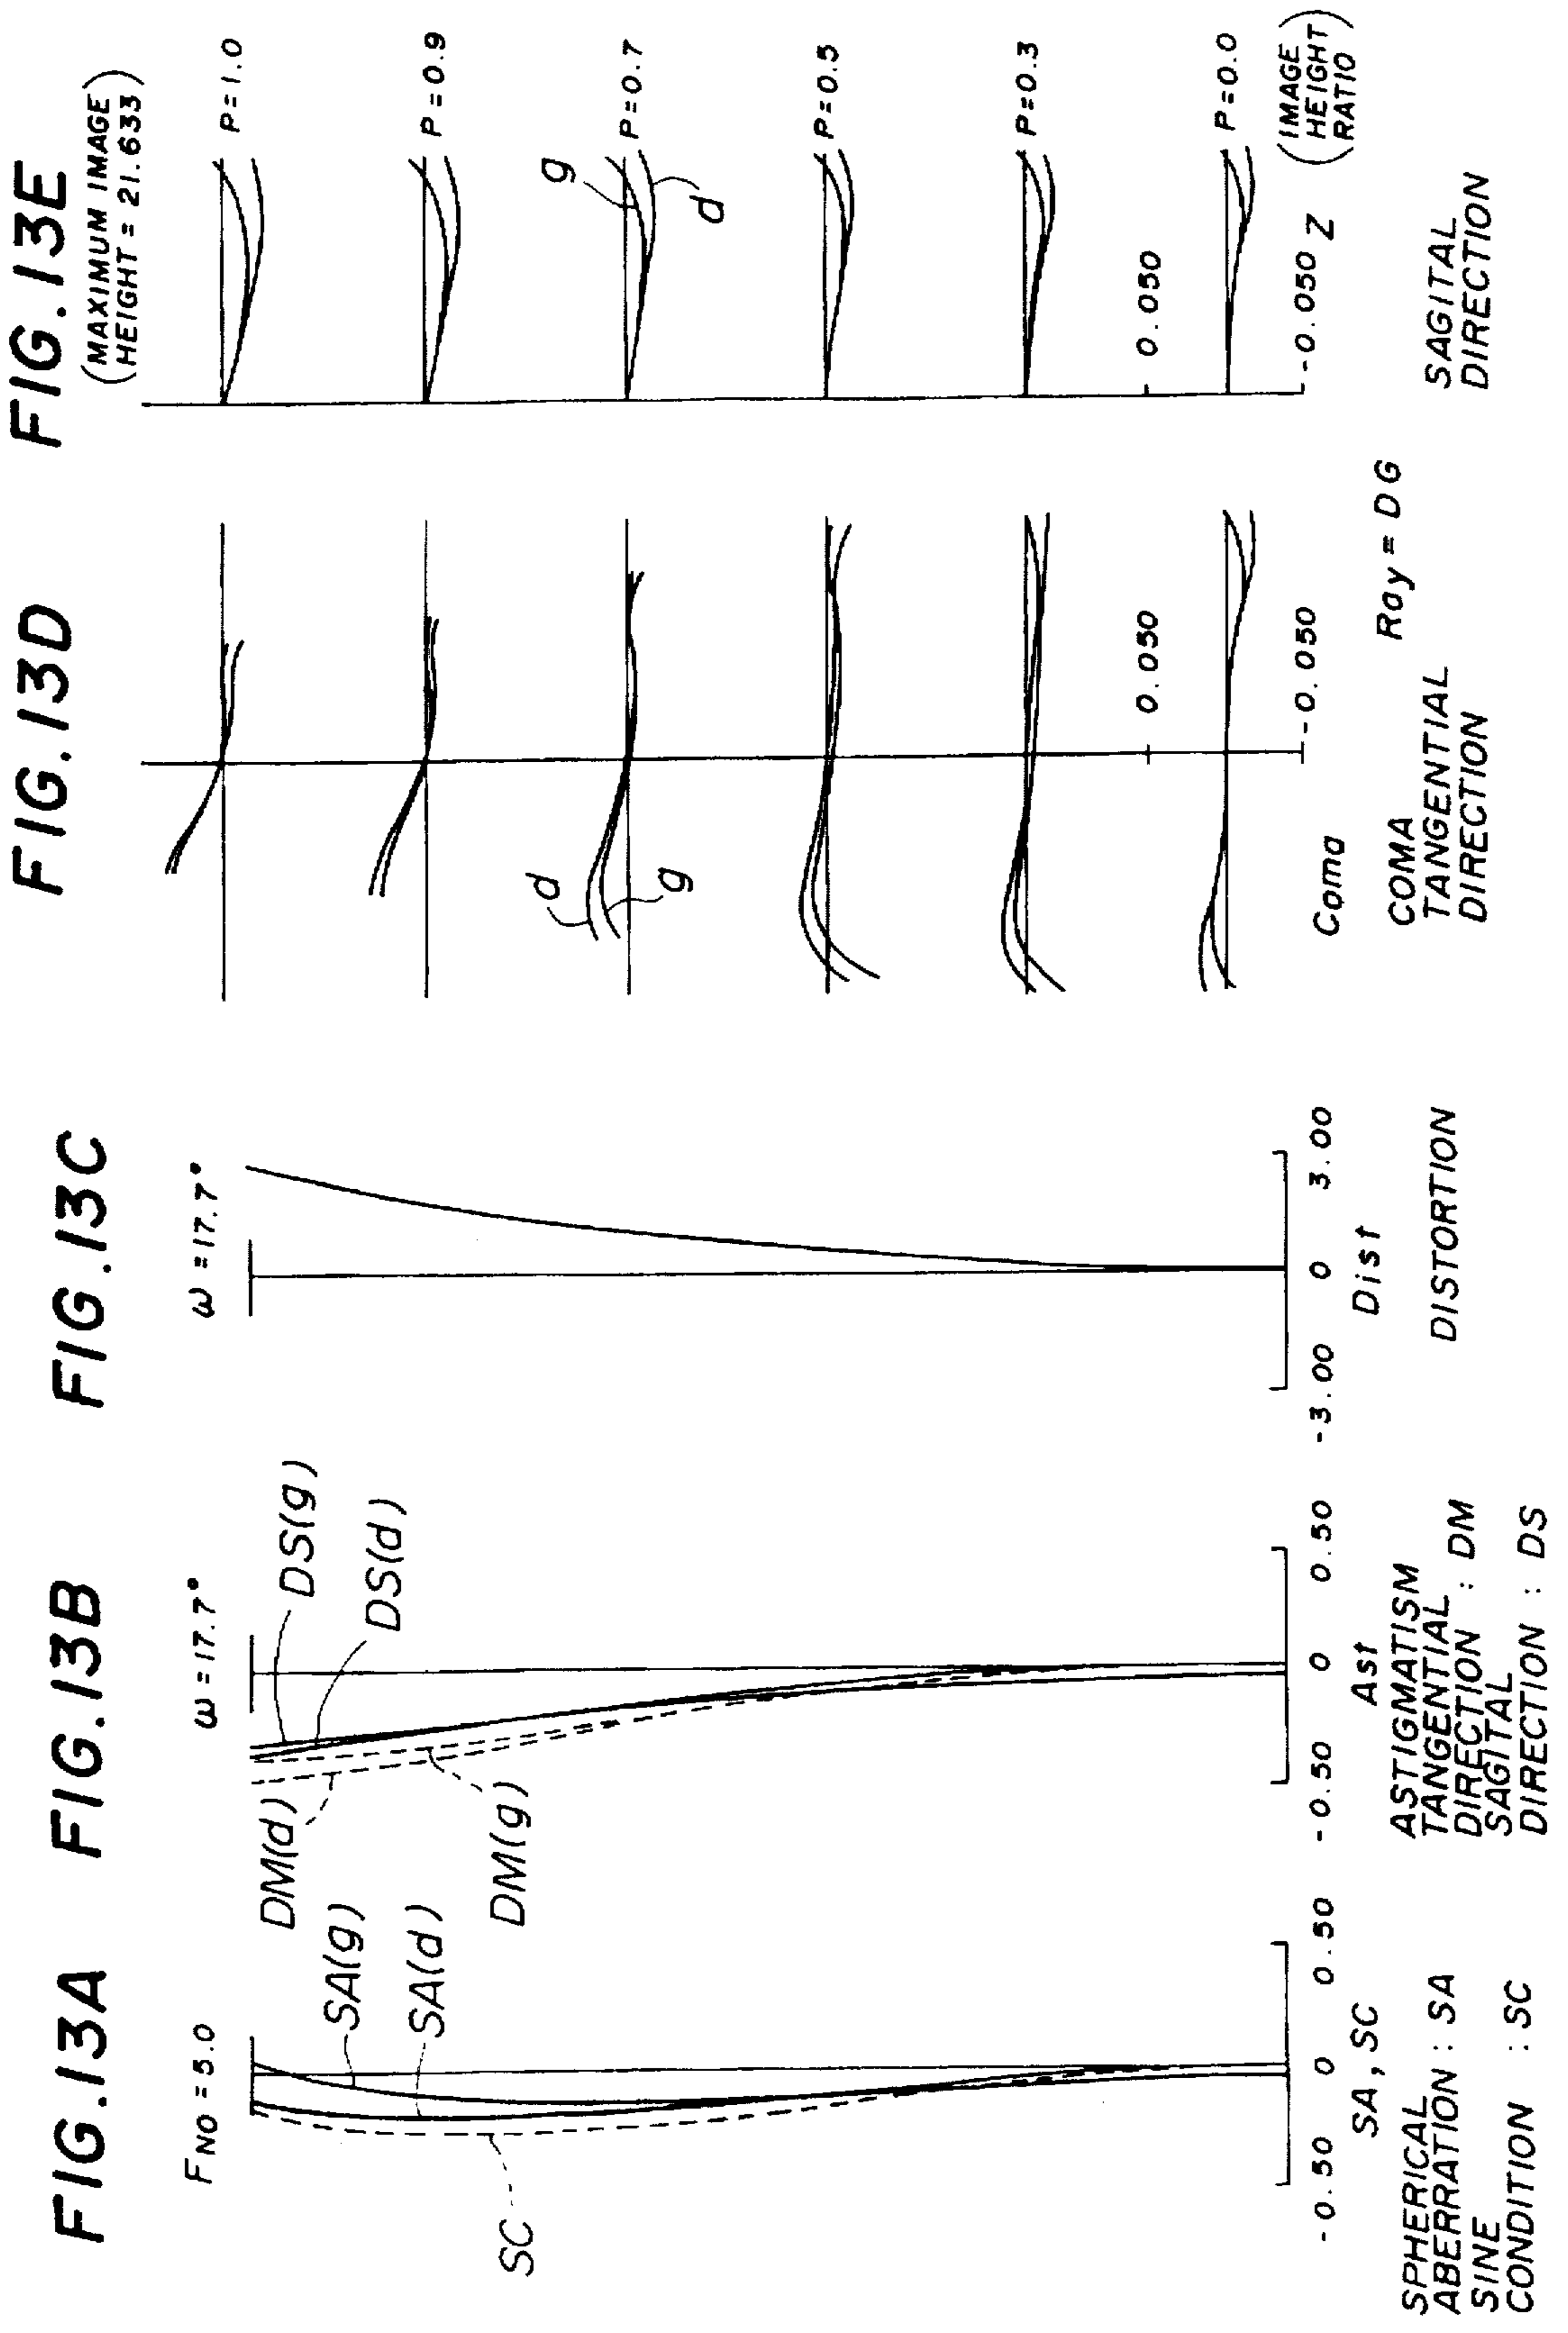 FIG.13A
FNO=5.0
SA(g)
SA(d)
SC
-0.50 0 0.50
SA, SC
SPHERICAL
ABERRATION : SA
SINE
CONDITION : SC
FIG.13B
ω=17.7°
DS(g)
DS(d)
DM(d)
DM(g)
-0.50 0 0.50
Ast
ASTIGMATISM
TANGENTIAL
DIRECTION : DM
SAGITAL
DIRECTION : DS
FIG.13C
ω=17.7°
-3.00 0 3.00
Dist
DISTORTION
FIG.13D
d
g
0.050
-0.050
Coma
Ray=DG
COMA
TANGENTIAL
DIRECTION
FIG.13E
(MAXIMUM IMAGE
HEIGHT = 21.633)
P=1.0
P=0.9
g
P=0.7
d
P=0.5
P=0.3
0.050
P=0.0
-0.050 Z
(IMAGE
HEIGHT
RATIO)
SAGITAL
DIRECTION